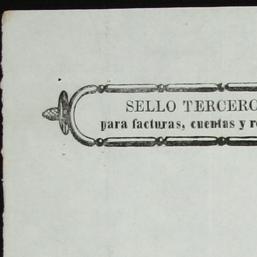 SELLO TERCERO
para facturas, cuentas y